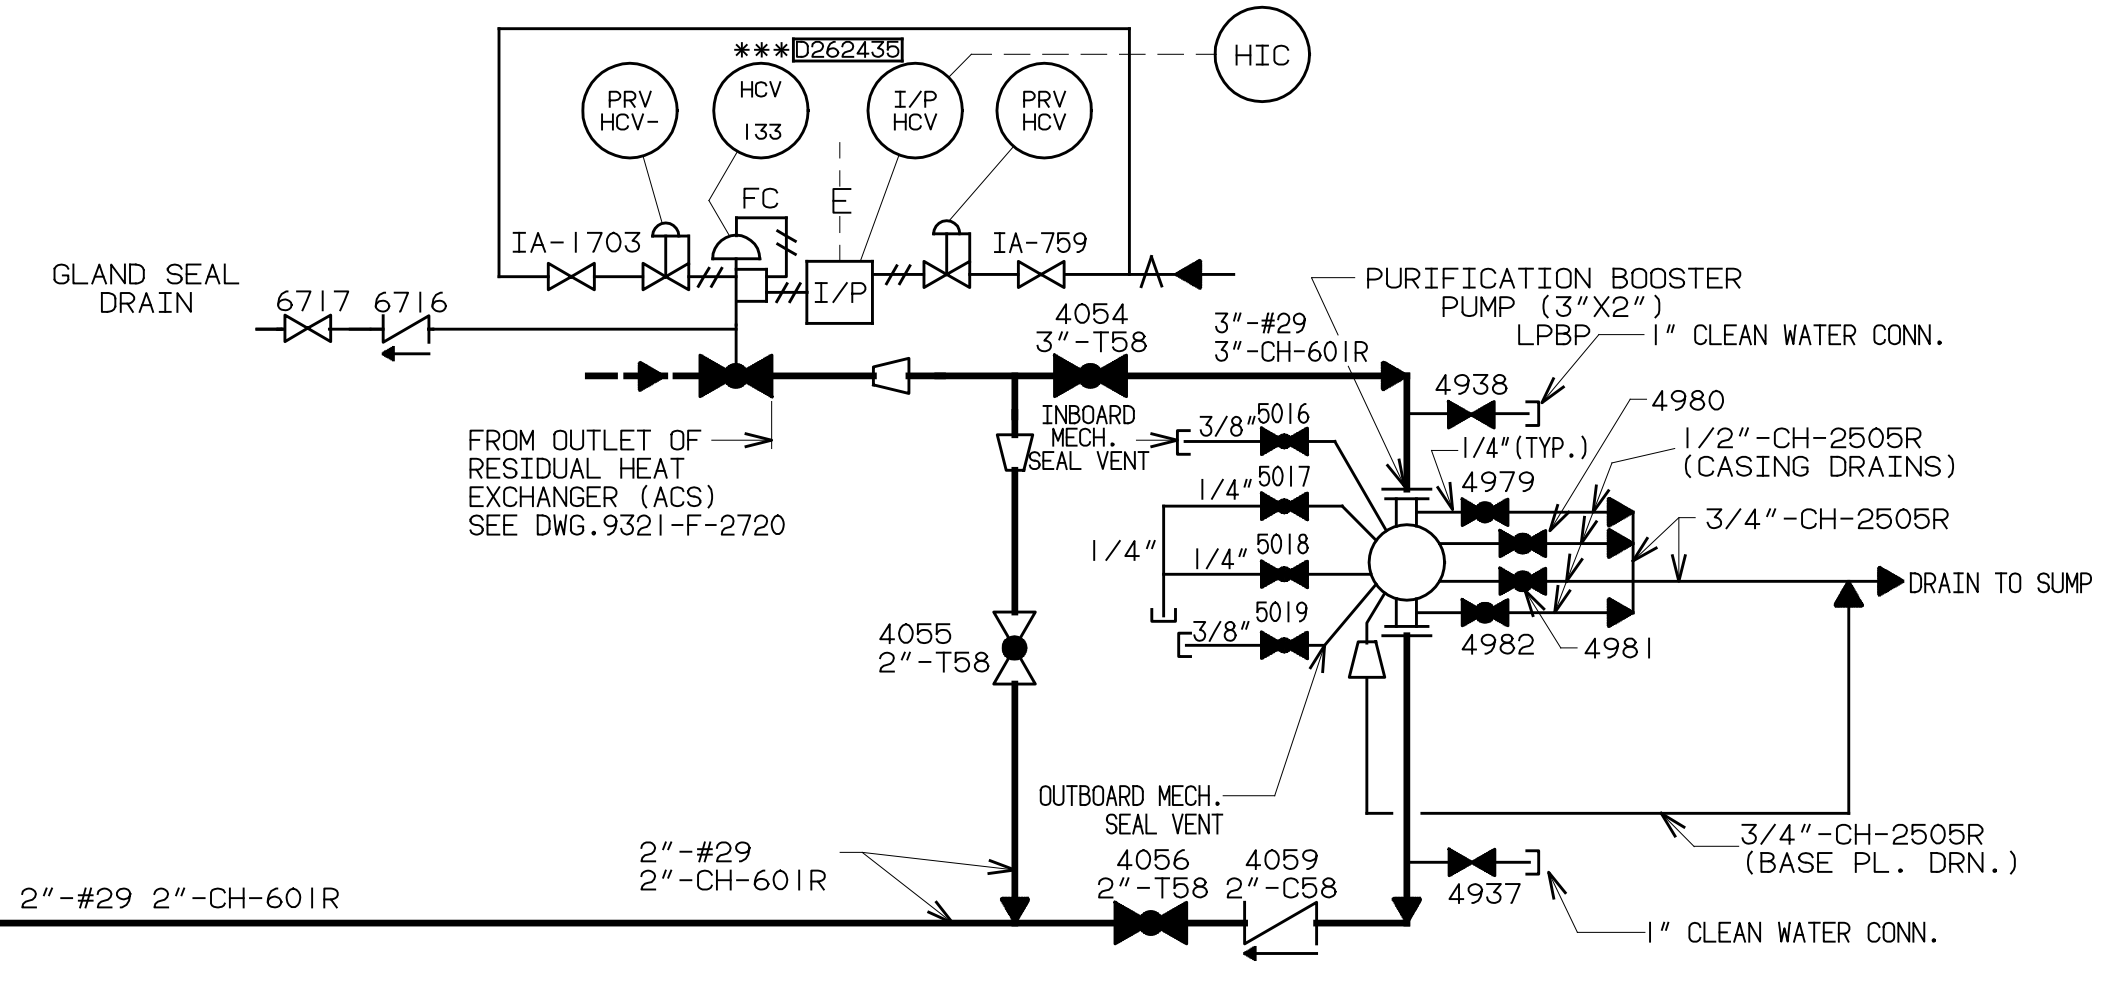 ***D262435
HIC
PRV
HCV-
HCV
133
I/P
HCV
PRV
HCV
FC
E
IA-1703
IA-759
I/P
GLAND SEAL
DRAIN
6717
6716
4054
3"-T58
3"-#29
3"-CH-601R
PURIFICATION BOOSTER
PUMP (3"X2")
LPBP
1" CLEAN WATER CONN.
4938
4980
FROM OUTLET OF
RESIDUAL HEAT
EXCHANGER (ACS)
SEE DWG.9321-F-2720
INBOARD
MECH.
SEAL VENT
3/8"
5016
1/4"(TYP.)
1/2"-CH-2505R
(CASING DRAINS)
4979
1/4"
5017
3/4"-CH-2505R
1/4"
1/4"
5018
DRAIN TO SUMP
3/8"
5019
4982
4981
4055
2"-T58
OUTBOARD MECH.
SEAL VENT
3/4"-CH-2505R
(BASE PL. DRN.)
2"-#29
2"-CH-601R
4056
2"-T58
4059
2"-C58
4937
2"-#29 2"-CH-601R
1" CLEAN WATER CONN.